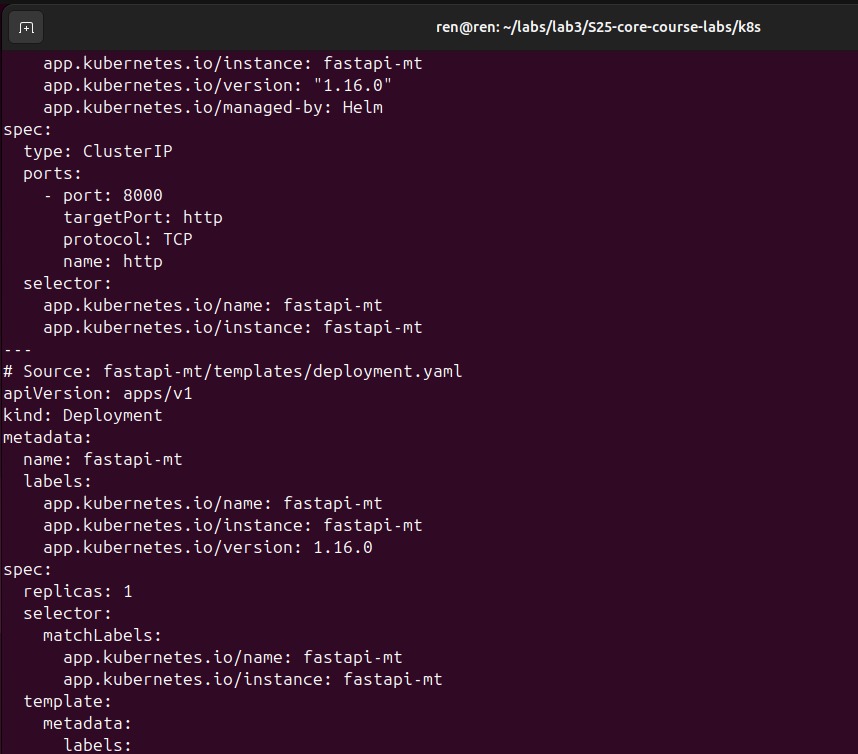 ren@ren: ~/labs/lab3/S25-core-course-labs/k8s
    app.kubernetes.io/instance: fastapi-mt
    app.kubernetes.io/version: "1.16.0"
    app.kubernetes.io/managed-by: Helm
spec:
  type: ClusterIP
  ports:
    - port: 8000
      targetPort: http
      protocol: TCP
      name: http
  selector:
    app.kubernetes.io/name: fastapi-mt
    app.kubernetes.io/instance: fastapi-mt
---
# Source: fastapi-mt/templates/deployment.yaml
apiVersion: apps/v1
kind: Deployment
metadata:
  name: fastapi-mt
  labels:
    app.kubernetes.io/name: fastapi-mt
    app.kubernetes.io/instance: fastapi-mt
    app.kubernetes.io/version: 1.16.0
spec:
  replicas: 1
  selector:
    matchLabels:
      app.kubernetes.io/name: fastapi-mt
      app.kubernetes.io/instance: fastapi-mt
  template:
    metadata:
      labels: